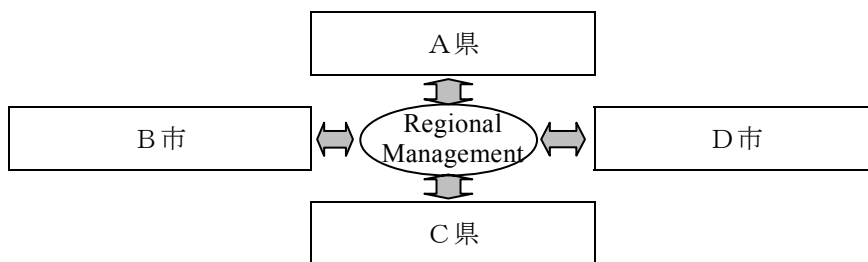 A県
B市
Regional
Management
D市
C県